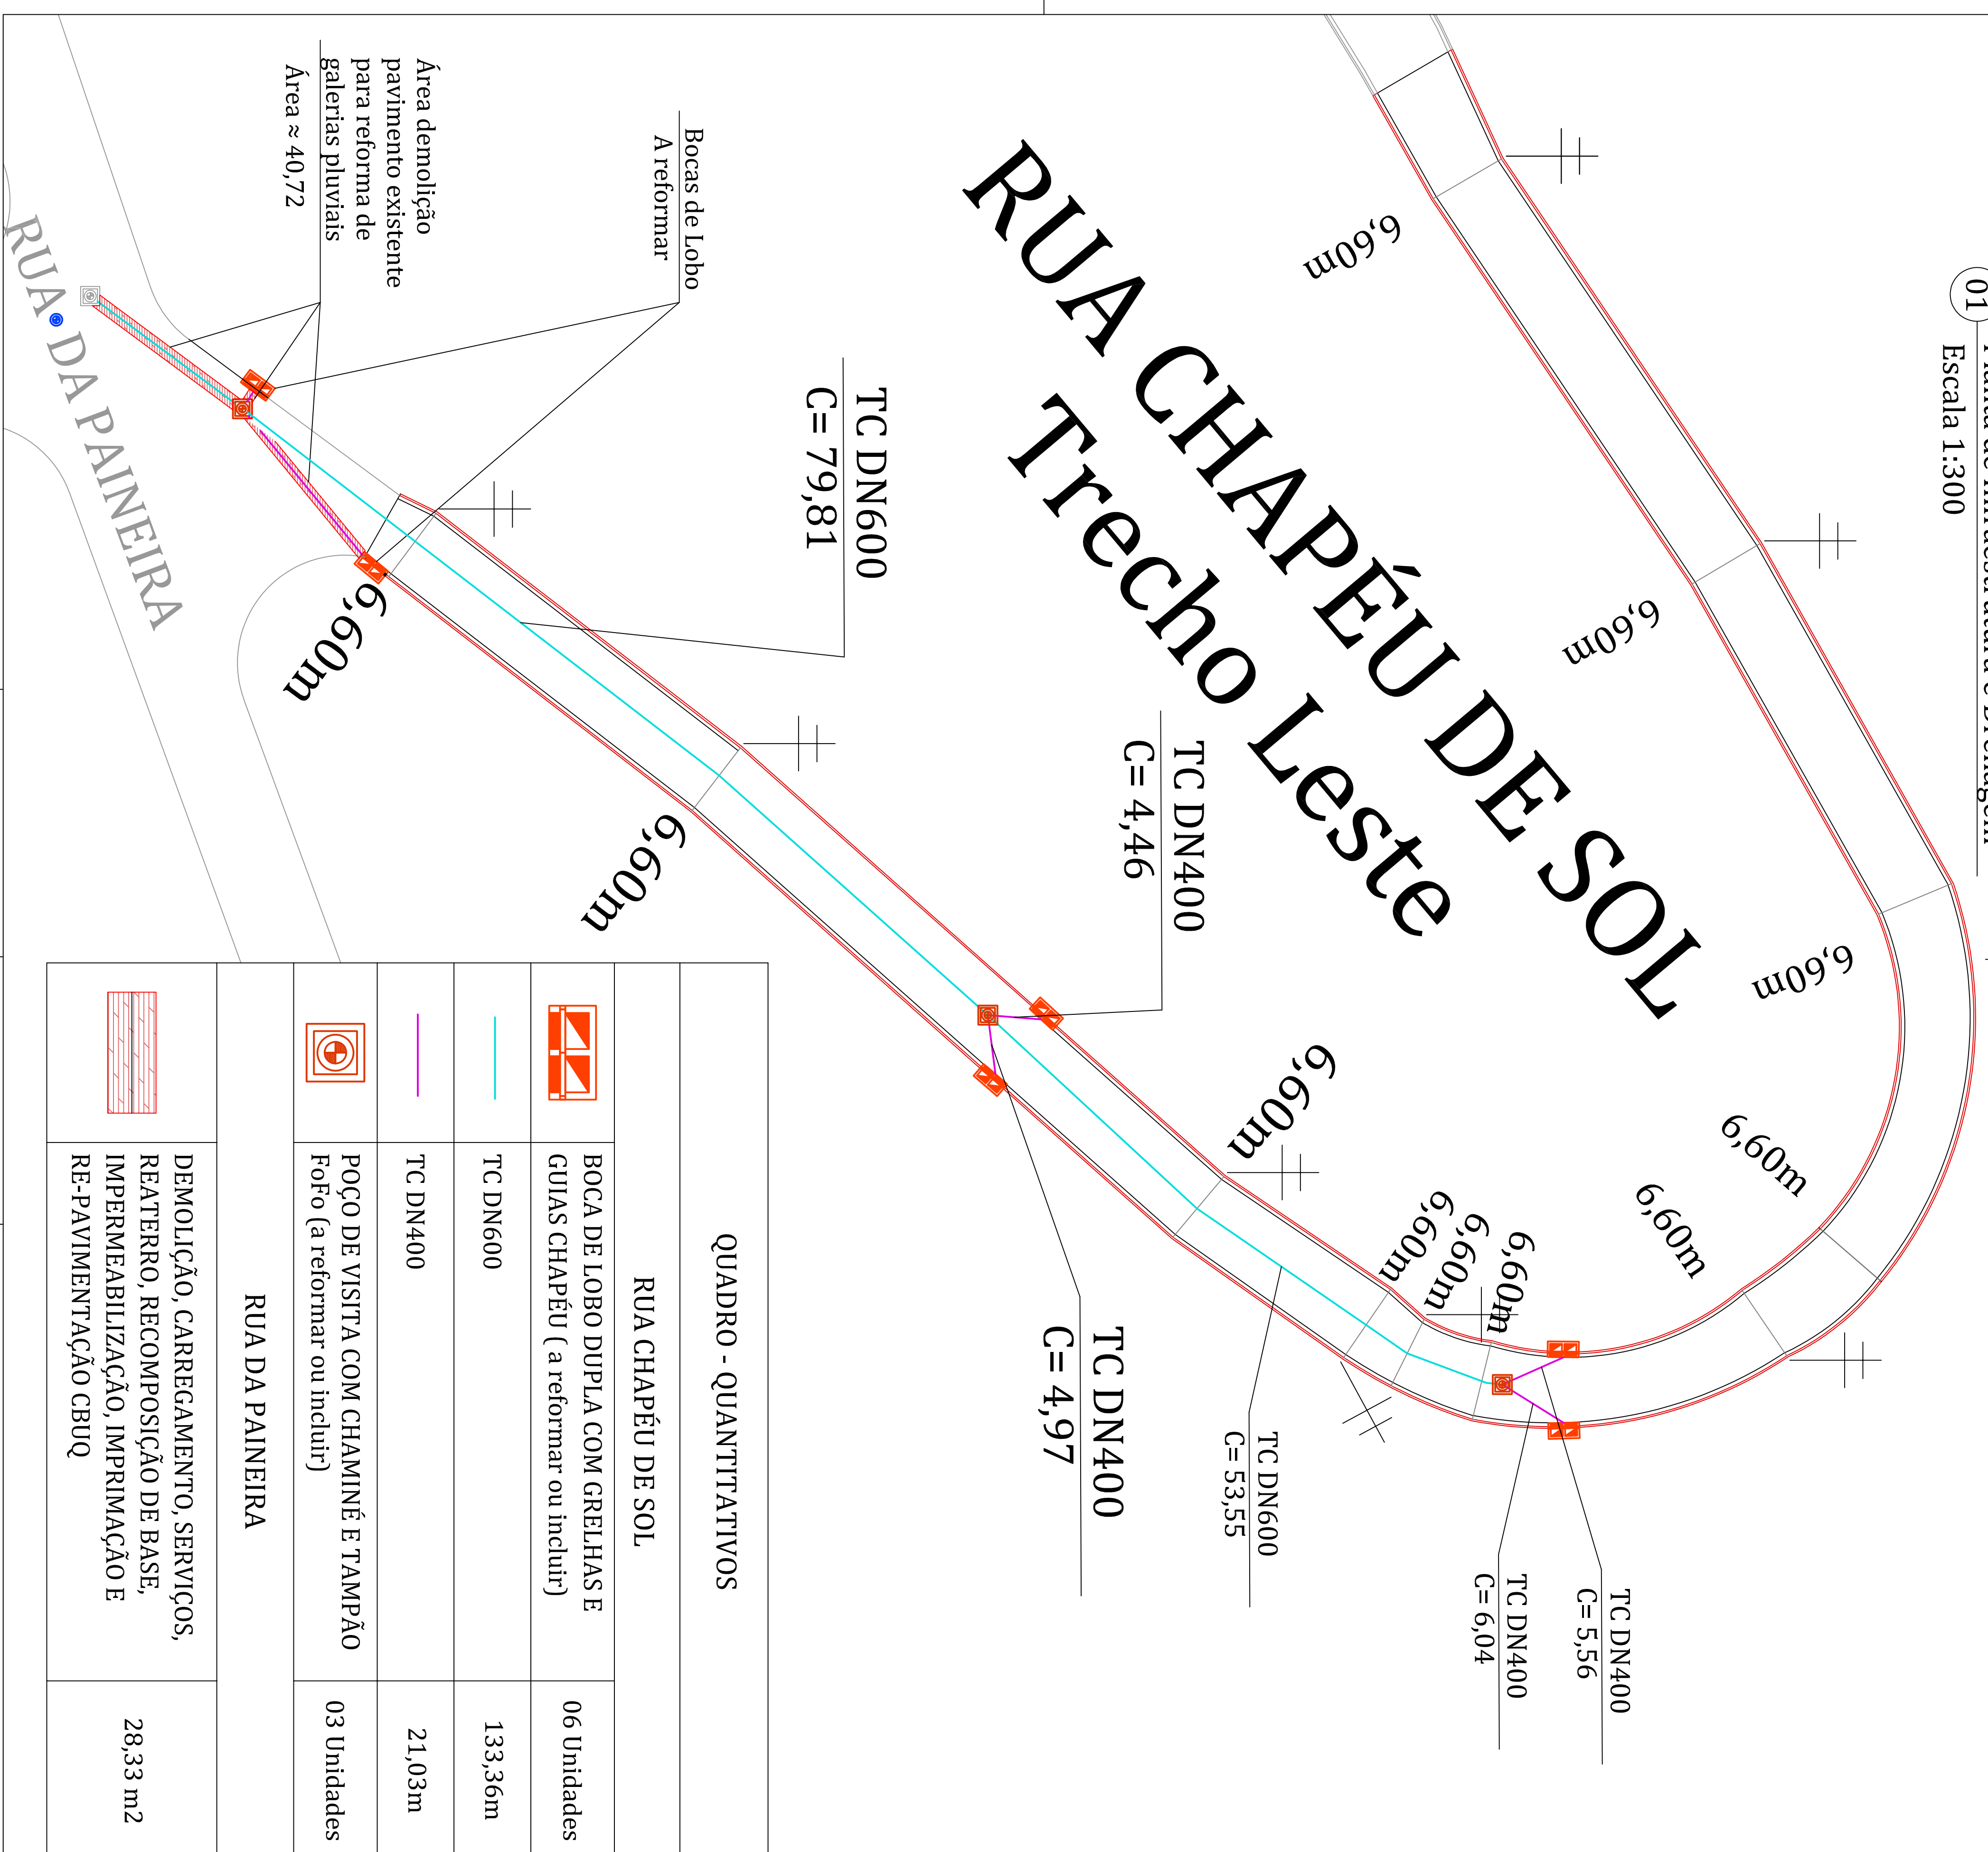 01
Escala 1:300
RUA CHAPÉU DE SOL
Trecho Leste
6,60m
6,60m
6,60m
6,60m
6,60m
6,60m
6,60m
6,60m
6,60m
6,60m
6,60m
Área demolição
pavimento existente
para reforma de
galerias pluviais
Área ≈ 40,72
Bocas de Lobo
A reformar
TC DN600
C= 79,81
TC DN400
C= 4,46
TC DN400
C= 4,97
TC DN600
C= 53,55
TC DN400
C= 6,04
TC DN400
C= 5,56
RUA DA PAINEIRA
QUADRO - QUANTITATIVOS
RUA CHAPÉU DE SOL
BOCA DE LOBO DUPLA COM GRELHAS E
GUIAS CHAPÉU ( a reformar ou incluir)
06 Unidades
TC DN600
133,36m
TC DN400
21,03m
POÇO DE VISITA COM CHAMINÉ E TAMPÃO
FoFo (a reformar ou incluir)
03 Unidades
RUA DA PAINEIRA
DEMOLIÇÃO, CARREGAMENTO, SERVIÇOS,
REATERRO, RECOMPOSIÇÃO DE BASE,
IMPERMEABILIZAÇÃO, IMPRIMAÇÃO E
RE-PAVIMENTAÇÃO CBUQ
28,33 m2